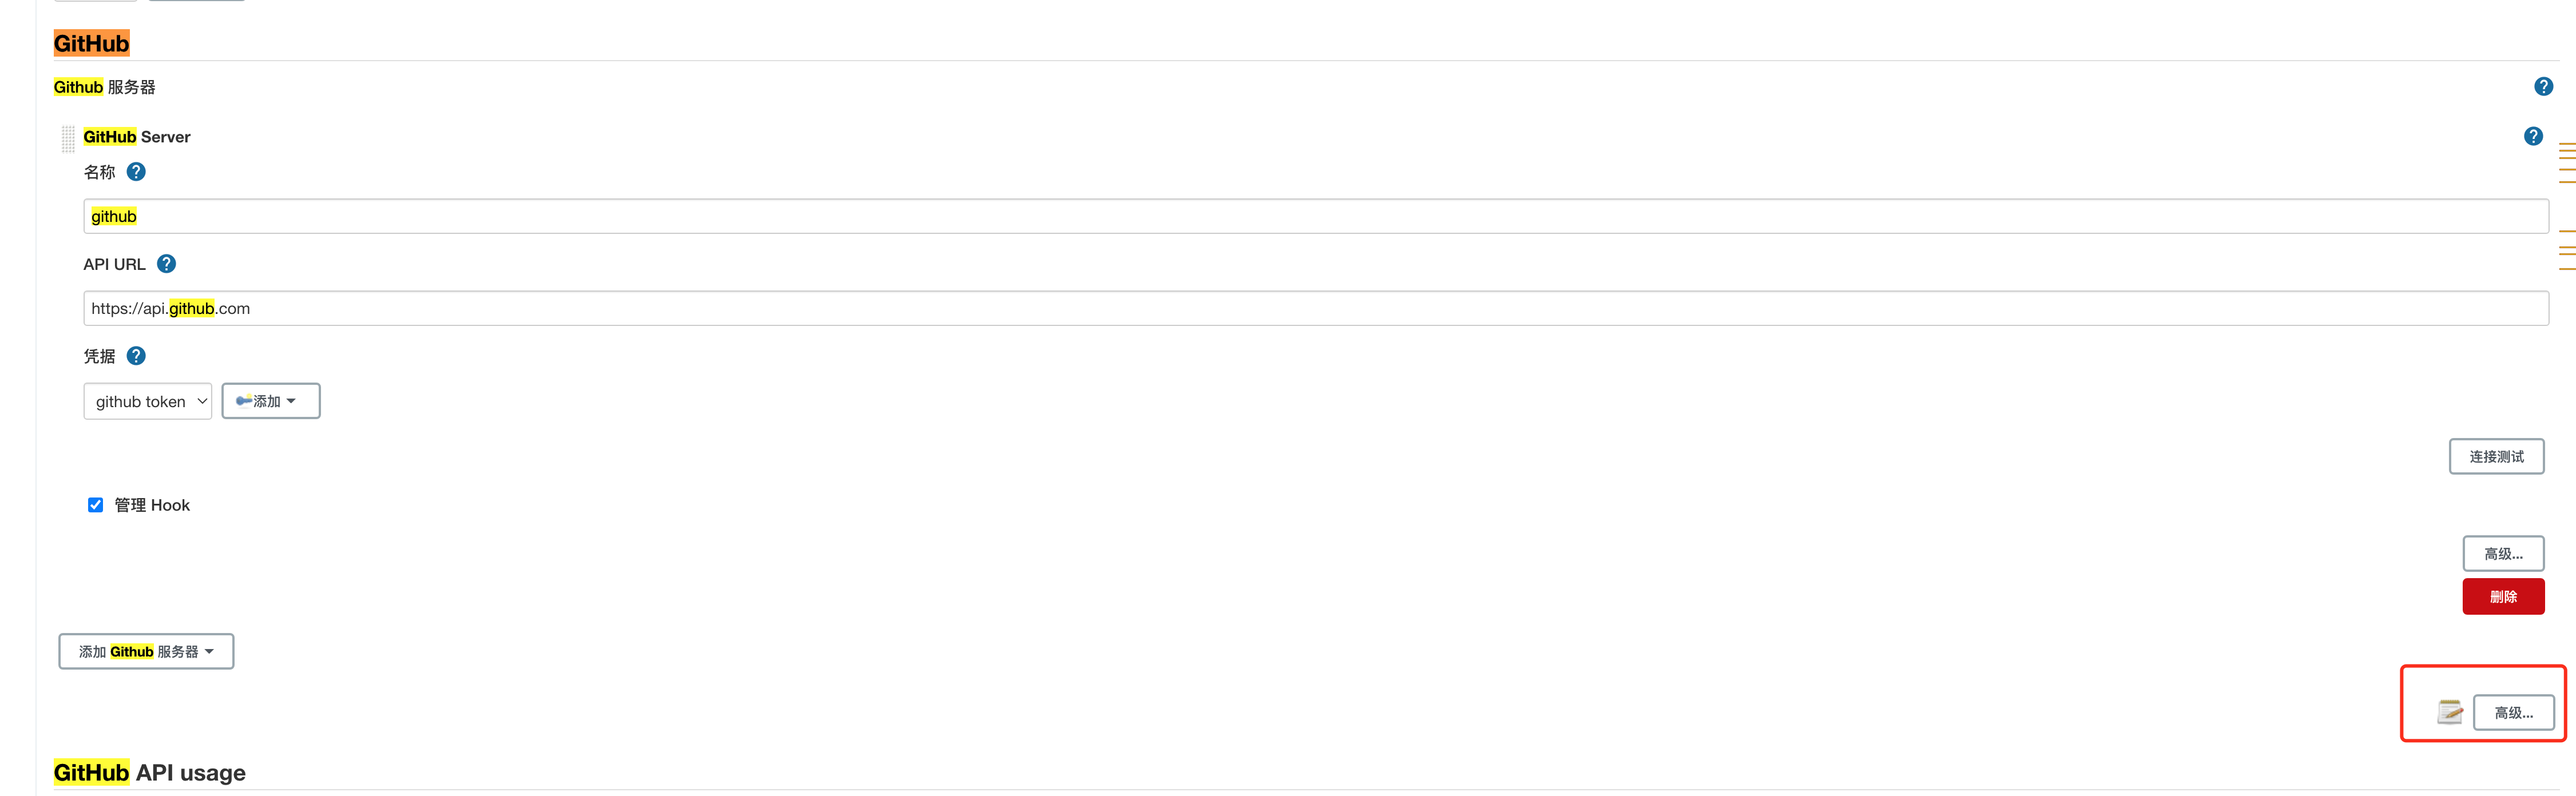 GitHub
Github 服务器
GitHub Server
名称
github
API URL
https://api.github.com
凭据
github token
添加
连接测试
管理 Hook
高级...
删除
添加 Github 服务器
高级...
GitHub API usage